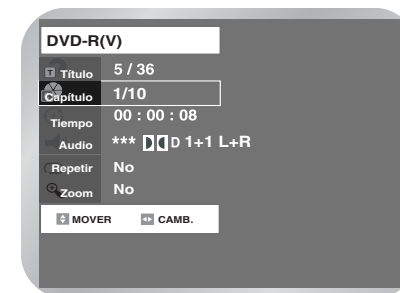 DVD-R(V)
T Título 5 / 36
Capítulo 1/10
Tiempo 00 : 00 : 08
Audio *** D 1+1 L+R
Repetir No
Zoom No
MOVER CAMB.